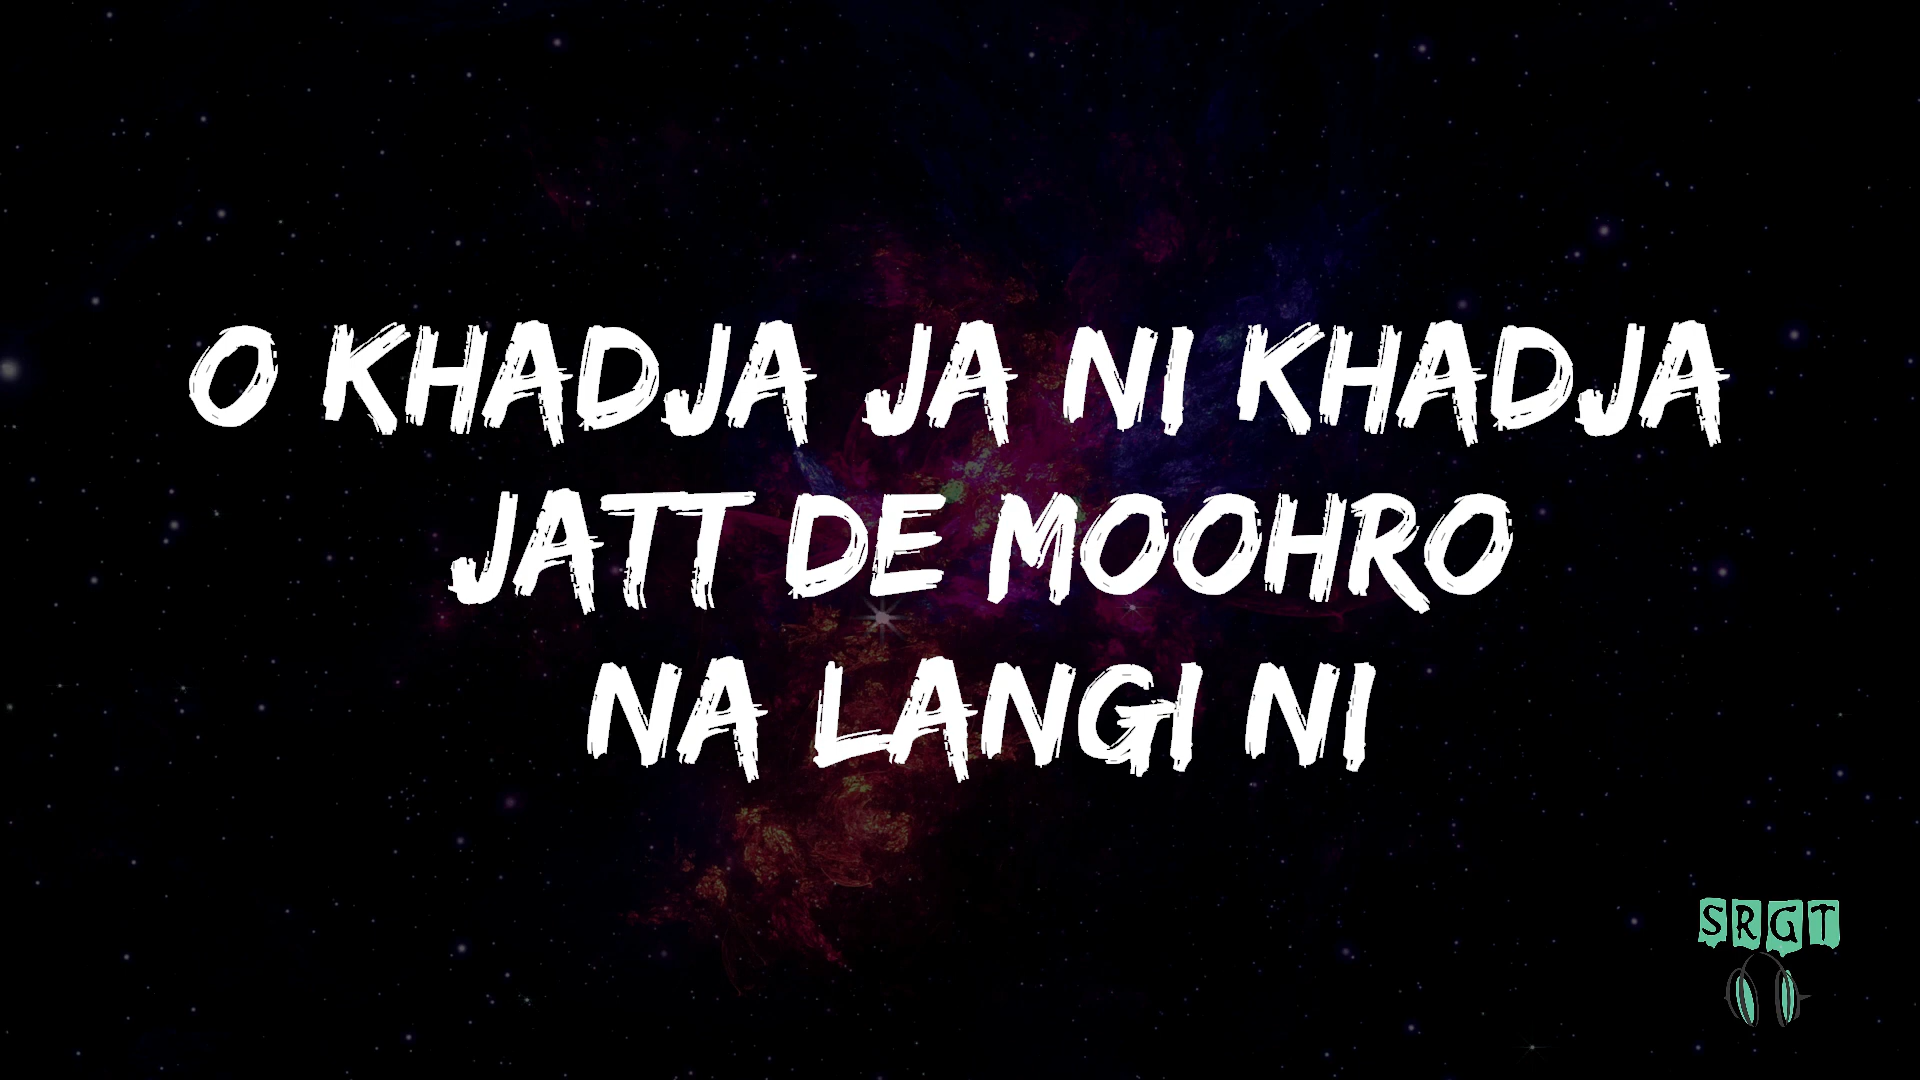 O KHADJA JA NI KHADJA
JATT DE MOOHRO
NA LANGI NI
SRGT